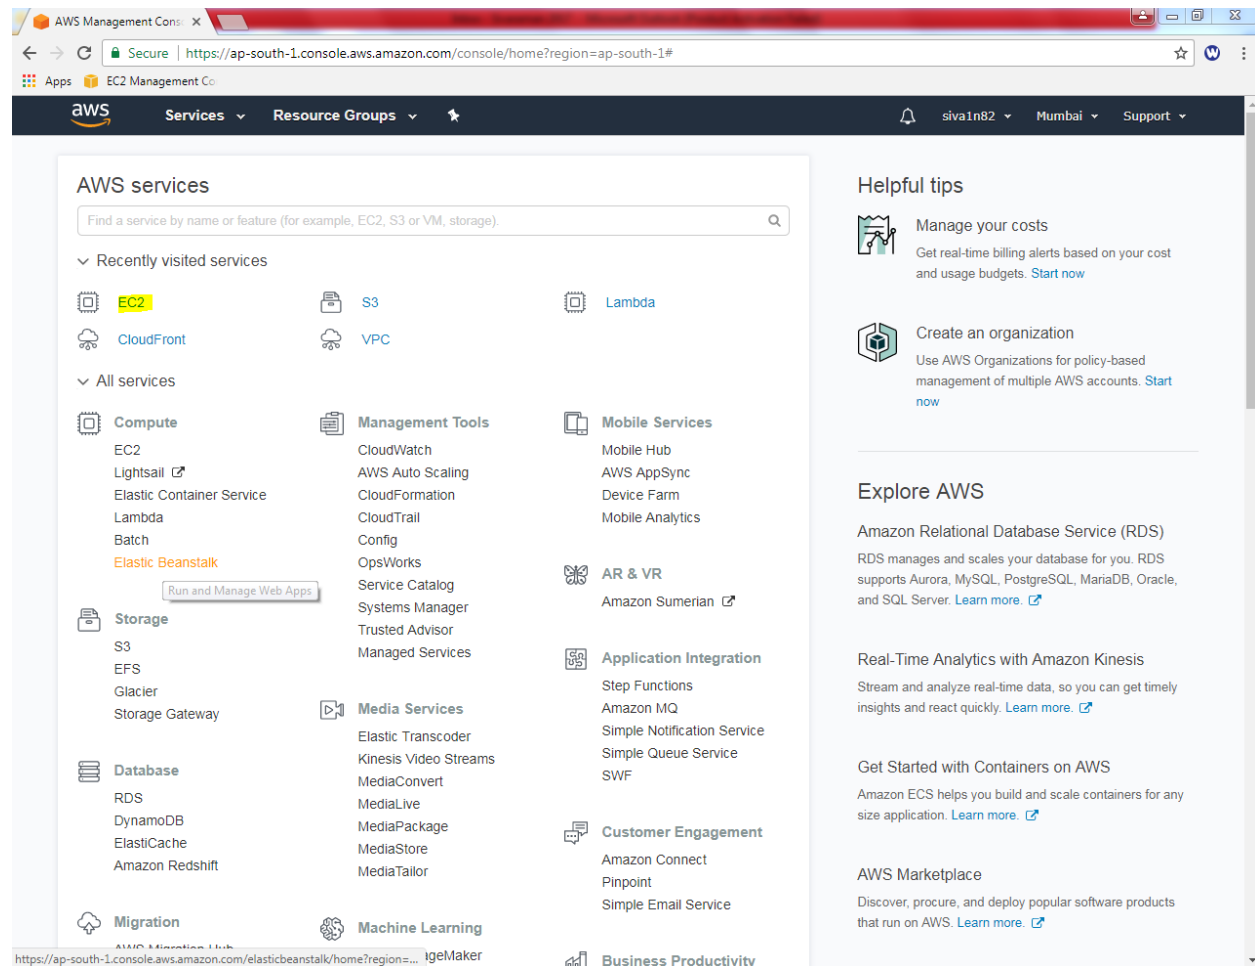 AWS Management Cons
Secure https://ap-south-1.console.aws.amazon.com/console/home?region=ap-south-1#
Apps EC2 Management Co
aws Services Resource Groups siva1n82 Mumbai Support
AWS services
Find a service by name or feature (for example, EC2, S3 or VM, storage).
Recently visited services
EC2 S3 Lambda
CloudFront VPC
All services
Compute
EC2
Lightsail
Elastic Container Service
Lambda
Batch
Elastic Beanstalk
Run and Manage Web Apps
Storage
S3
EFS
Glacier
Storage Gateway
Database
RDS
DynamoDB
ElastiCache
Amazon Redshift
Migration
AWS Migration Hub
Management Tools
CloudWatch
AWS Auto Scaling
CloudFormation
CloudTrail
Config
OpsWorks
Service Catalog
Systems Manager
Trusted Advisor
Managed Services
Media Services
Elastic Transcoder
Kinesis Video Streams
MediaConvert
MediaLive
MediaPackage
MediaStore
MediaTailor
Machine Learning
ageMaker
Mobile Services
Mobile Hub
AWS AppSync
Device Farm
Mobile Analytics
AR & VR
Amazon Sumerian
Application Integration
Step Functions
Amazon MQ
Simple Notification Service
Simple Queue Service
SWF
Customer Engagement
Amazon Connect
Pinpoint
Simple Email Service
Business Productivity
Helpful tips
Manage your costs
Get real-time billing alerts based on your cost
and usage budgets. Start now
Create an organization
Use AWS Organizations for policy-based
management of multiple AWS accounts. Start
now
Explore AWS
Amazon Relational Database Service (RDS)
RDS manages and scales your database for you. RDS
supports Aurora, MySQL, PostgreSQL, MariaDB, Oracle,
and SQL Server. Learn more.
Real-Time Analytics with Amazon Kinesis
Stream and analyze real-time data, so you can get timely
insights and react quickly. Learn more.
Get Started with Containers on AWS
Amazon ECS helps you build and scale containers for any
size application. Learn more.
AWS Marketplace
Discover, procure, and deploy popular software products
that run on AWS. Learn more.
https://ap-south-1.console.aws.amazon.com/elasticbeanstalk/home?region=...